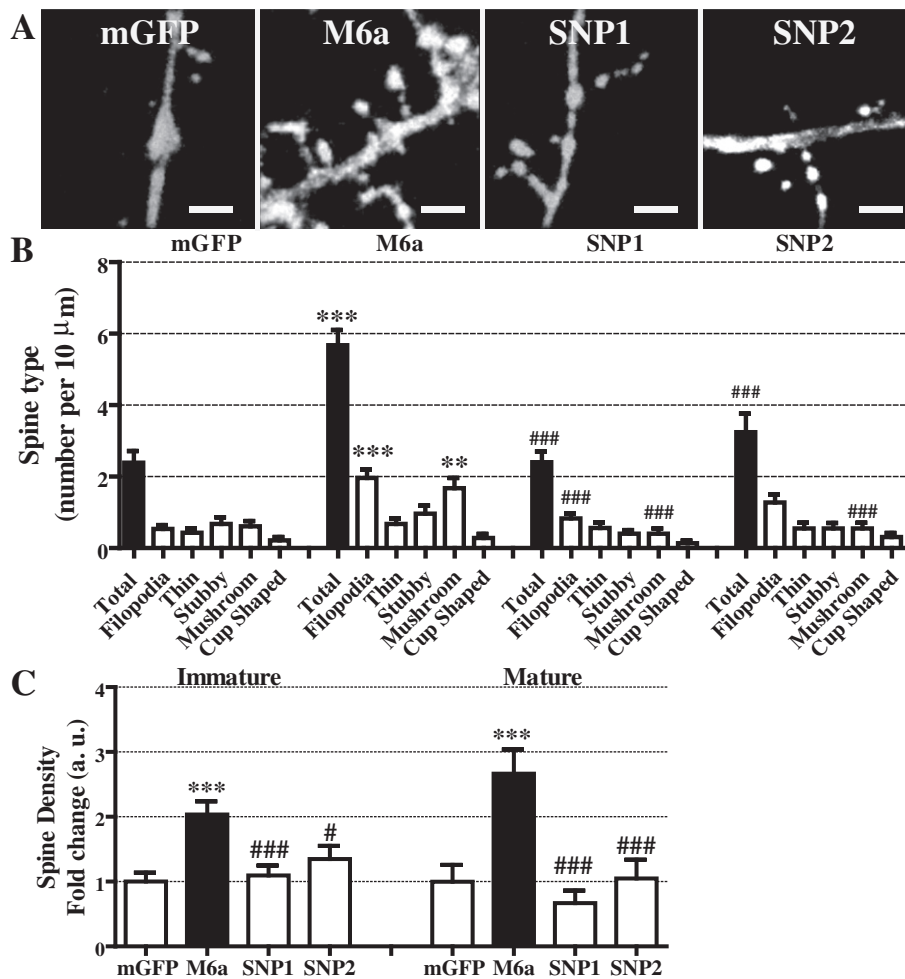 A
mGFP
M6a
SNP1
SNP2
B
mGFP
M6a
SNP1
SNP2
Spine type
(number per 10 μm)
8
6
4
2
0
***
***
**
###
###
###
###
###
Total
Filopodia
Thin
Stubby
Mushroom
Cup Shaped
Total
Filopodia
Thin
Stubby
Mushroom
Cup Shaped
Total
Filopodia
Thin
Stubby
Mushroom
Cup Shaped
Total
Filopodia
Thin
Stubby
Mushroom
Cup Shaped
C
Immature
Mature
Spine Density
Fold change (a. u.)
4
3
2
1
0
***
###
#
***
###
###
mGFP
M6a
SNP1
SNP2
mGFP
M6a
SNP1
SNP2